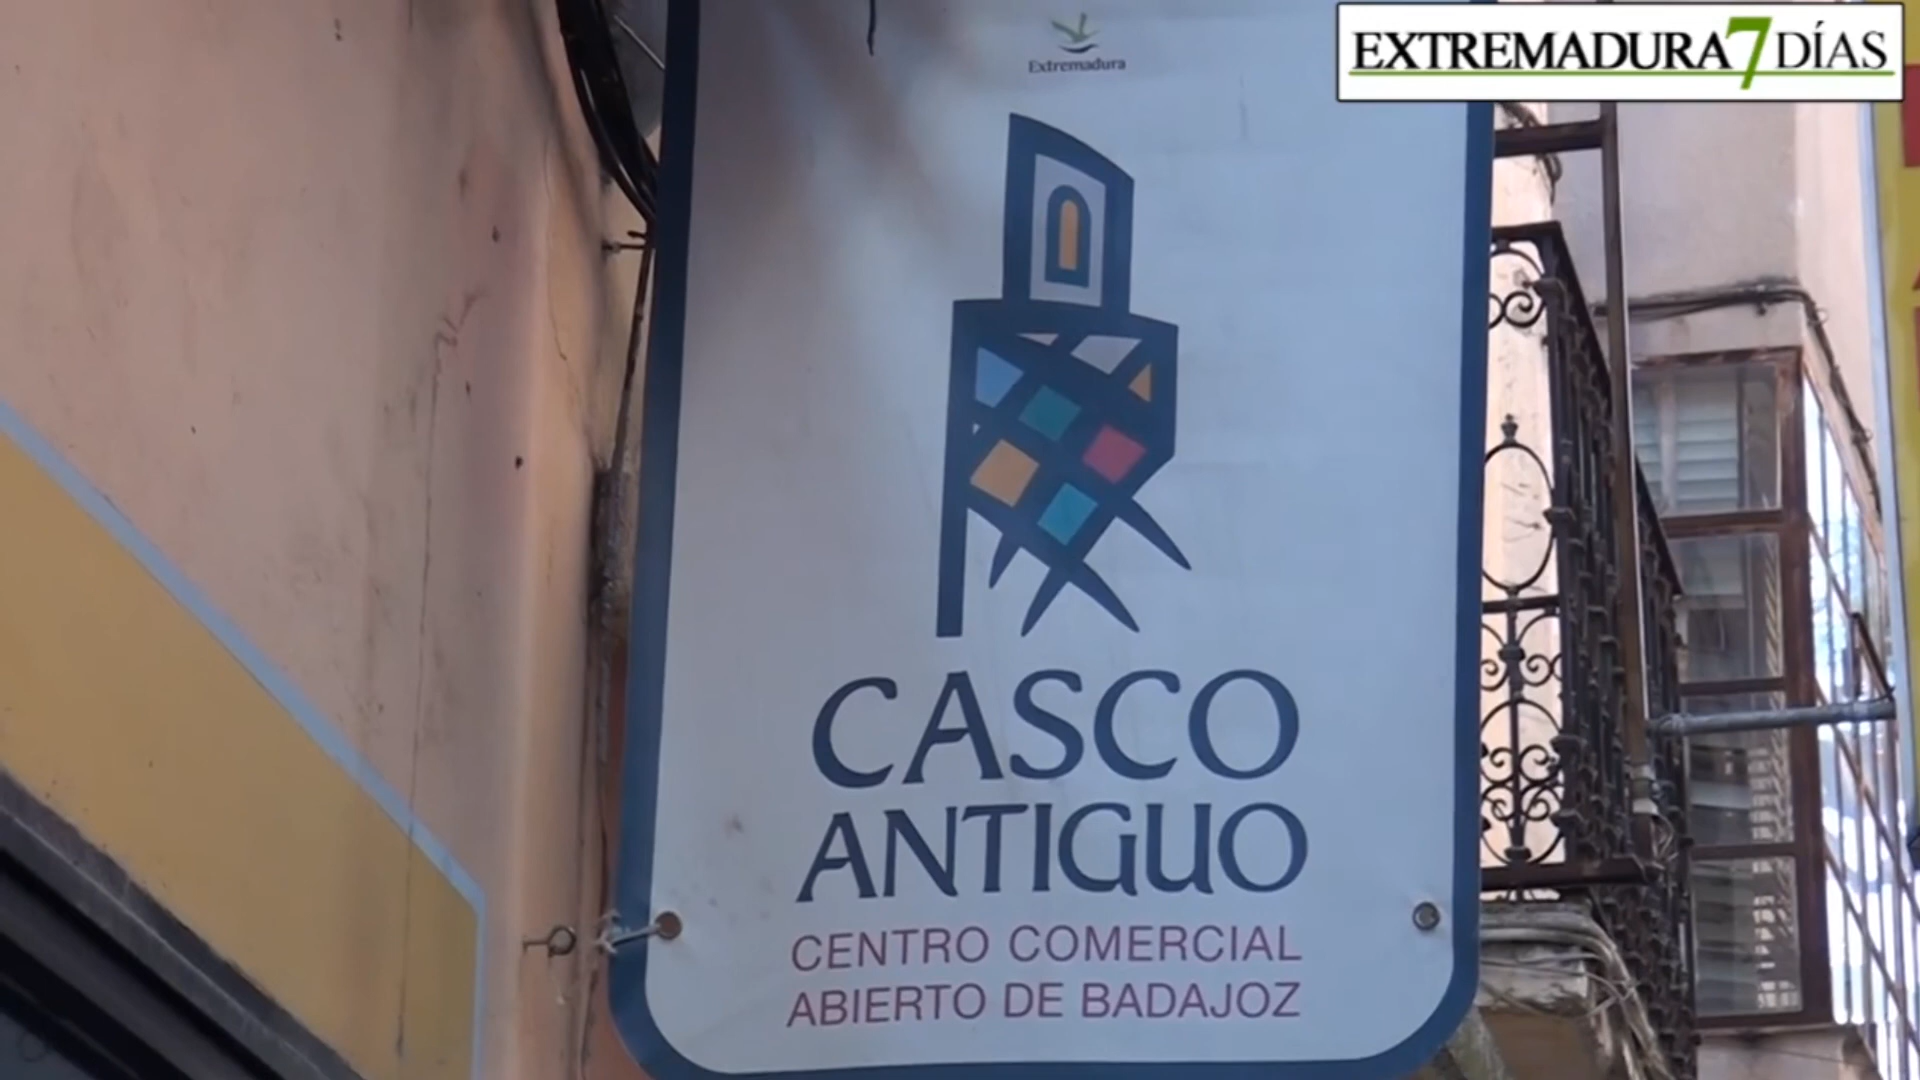 EXTREMADURA7DÍAS
Extremadura
CASCO
ANTIGUO
CENTRO COMERCIAL
ABIERTO DE BADAJOZ